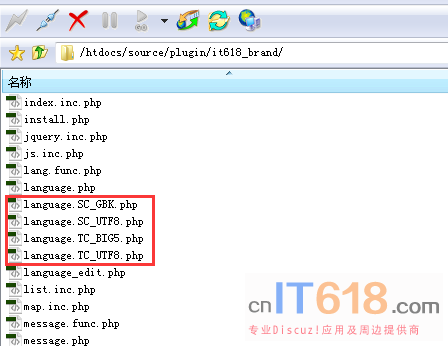 /htdocs/source/plugin/it618_brand/
名称
index.inc.php
install.php
jquery.inc.php
js.inc.php
lang.func.php
language.php
language.SC_GBK.php
language.SC_UTF8.php
language.TC_BIG5.php
language.TC_UTF8.php
language_edit.php
list.inc.php
map.inc.php
message.func.php
message.php
cnIT618.com
专业Discuz!应用及周边提供商